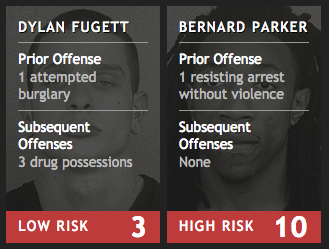 DYLAN FUGETT
Prior Offense
1 attempted
burglary
Subsequent
Offenses
3 drug possessions
LOW RISK 3
BERNARD PARKER
Prior Offense
1 resisting arrest
without violence
Subsequent
Offenses
None
HIGH RISK 10